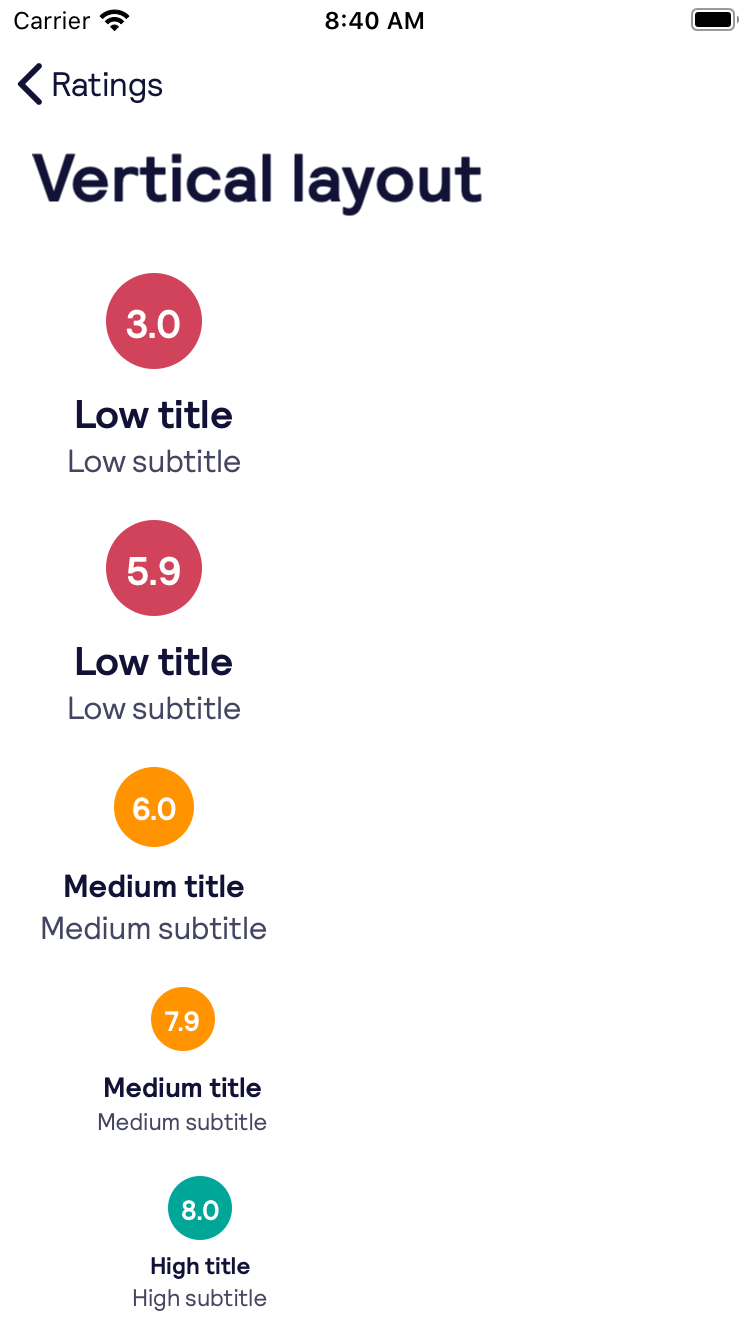 Carrier 8:40 AM
Ratings
Vertical layout
3.0
Low title
Low subtitle
5.9
Low title
Low subtitle
6.0
Medium title
Medium subtitle
7.9
Medium title
Medium subtitle
8.0
High title
High subtitle